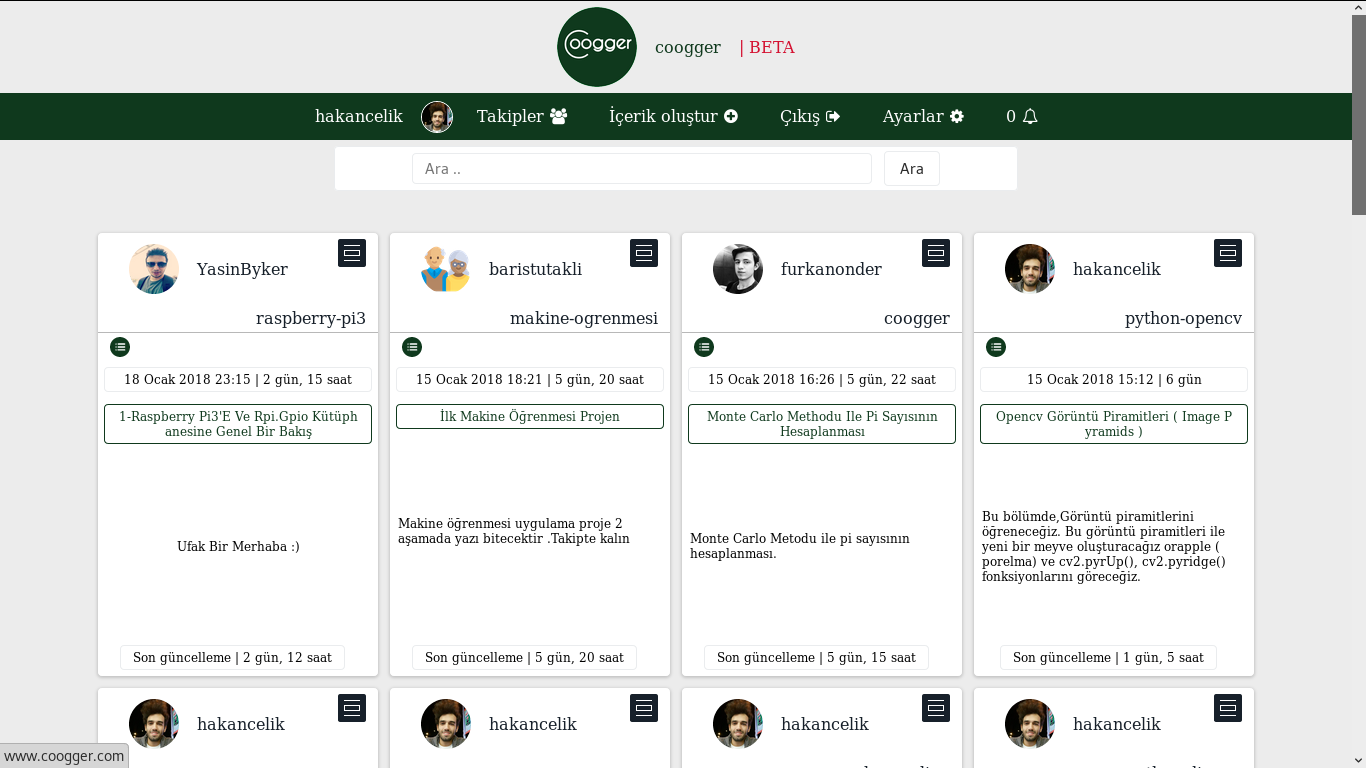 Coogger
coogger | BETA
hakancelik Takipler İçerik oluştur Çıkış Ayarlar 0
Ara .. Ara
YasinByker
raspberry-pi3
18 Ocak 2018 23:15 | 2 gün, 15 saat
1-Raspberry Pi3'E Ve Rpi.Gpio Kütüph
anesine Genel Bir Bakış
Ufak Bir Merhaba :)
Son güncelleme | 2 gün, 12 saat
baristutakli
makine-ogrenmesi
15 Ocak 2018 18:21 | 5 gün, 20 saat
İlk Makine Öğrenmesi Projen
Makine öğrenmesi uygulama proje 2
aşamada yazı bitecektir .Takipte kalın
Son güncelleme | 5 gün, 20 saat
furkanonder
coogger
15 Ocak 2018 16:26 | 5 gün, 22 saat
Monte Carlo Methodu Ile Pi Sayısının
Hesaplanması
Monte Carlo Metodu ile pi sayısının
hesaplanması.
Son güncelleme | 5 gün, 15 saat
hakancelik
python-opencv
15 Ocak 2018 15:12 | 6 gün
Opencv Görüntü Piramitleri ( Image P
yramids )
Bu bölümde,Görüntü piramitlerini
öğreneceğiz. Bu görüntü piramitleri ile
yeni bir meyve oluşturacağız orapple (
porelma) ve cv2.pyrUp(), cv2.pyridge()
fonksiyonlarını göreceğiz.
Son güncelleme | 1 gün, 5 saat
hakancelik
hakancelik
hakancelik
hakancelik
www.coogger.com